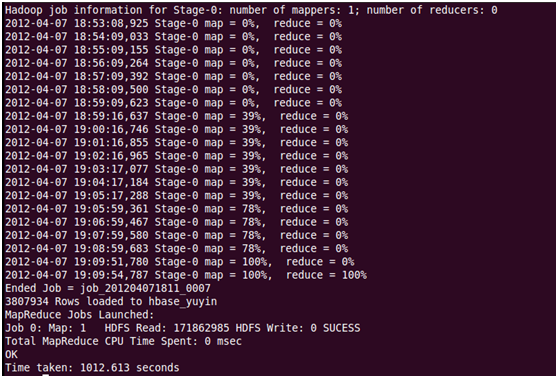 Hadoop job information for Stage-0: number of mappers: 1; number of reducers: 0
2012-04-07 18:53:08,925 Stage-0 map = 0%,  reduce = 0%
2012-04-07 18:54:09,033 Stage-0 map = 0%,  reduce = 0%
2012-04-07 18:55:09,155 Stage-0 map = 0%,  reduce = 0%
2012-04-07 18:56:09,264 Stage-0 map = 0%,  reduce = 0%
2012-04-07 18:57:09,392 Stage-0 map = 0%,  reduce = 0%
2012-04-07 18:58:09,500 Stage-0 map = 0%,  reduce = 0%
2012-04-07 18:59:09,623 Stage-0 map = 0%,  reduce = 0%
2012-04-07 18:59:16,637 Stage-0 map = 39%,  reduce = 0%
2012-04-07 19:00:16,746 Stage-0 map = 39%,  reduce = 0%
2012-04-07 19:01:16,855 Stage-0 map = 39%,  reduce = 0%
2012-04-07 19:02:16,965 Stage-0 map = 39%,  reduce = 0%
2012-04-07 19:03:17,077 Stage-0 map = 39%,  reduce = 0%
2012-04-07 19:04:17,184 Stage-0 map = 39%,  reduce = 0%
2012-04-07 19:05:17,288 Stage-0 map = 39%,  reduce = 0%
2012-04-07 19:05:59,361 Stage-0 map = 78%,  reduce = 0%
2012-04-07 19:06:59,467 Stage-0 map = 78%,  reduce = 0%
2012-04-07 19:07:59,580 Stage-0 map = 78%,  reduce = 0%
2012-04-07 19:08:59,683 Stage-0 map = 78%,  reduce = 0%
2012-04-07 19:09:51,780 Stage-0 map = 100%,  reduce = 0%
2012-04-07 19:09:54,787 Stage-0 map = 100%,  reduce = 100%
Ended Job = job_201204071811_0007
3807934 Rows loaded to hbase_yuyin
MapReduce Jobs Launched:
Job 0: Map: 1   HDFS Read: 171862985 HDFS Write: 0 SUCESS
Total MapReduce CPU Time Spent: 0 msec
OK
Time taken: 1012.613 seconds